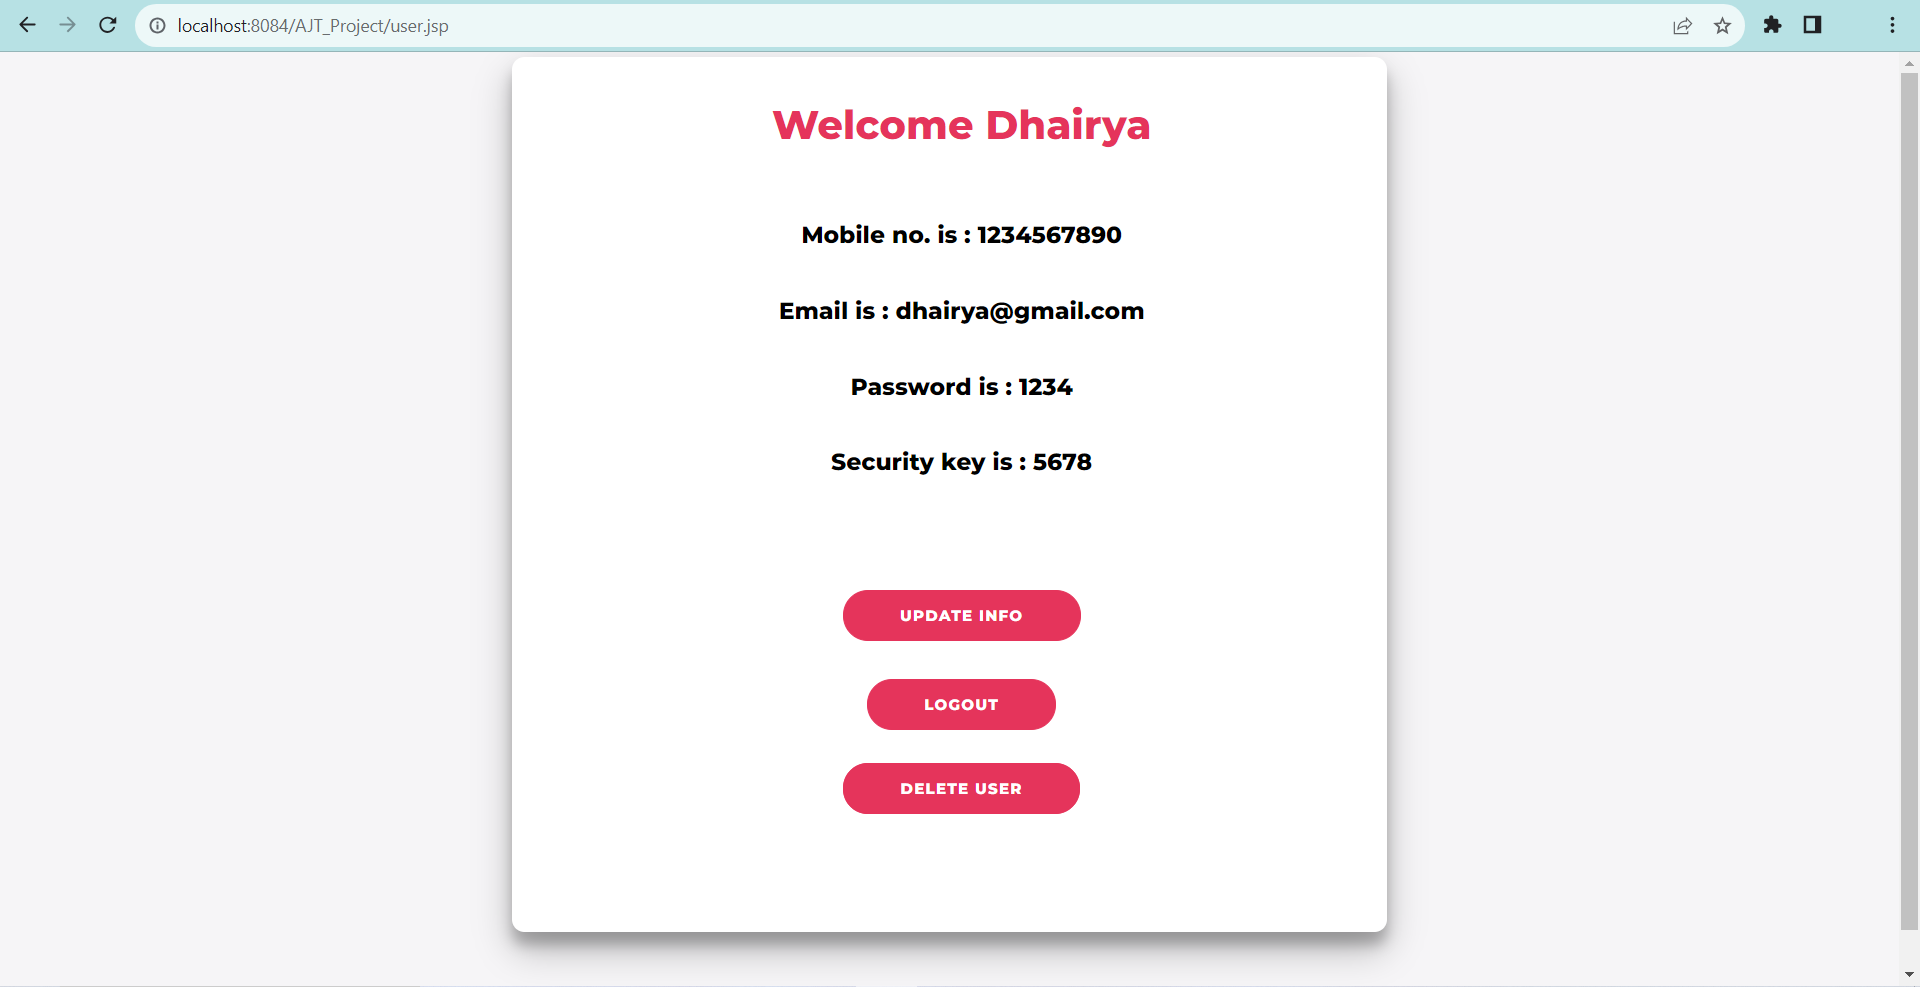 localhost:8084/AJT_Project/user.jsp
Welcome Dhairya
Mobile no. is : 1234567890
Email is : dhairya@gmail.com
Password is : 1234
Security key is : 5678
UPDATE INFO
LOGOUT
DELETE USER